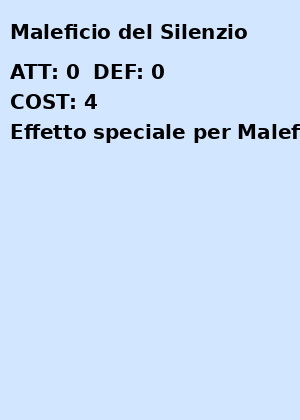 Maleficio del Silenzio
ATT: 0 DEF: 0
COST: 4
Effetto speciale per Malef